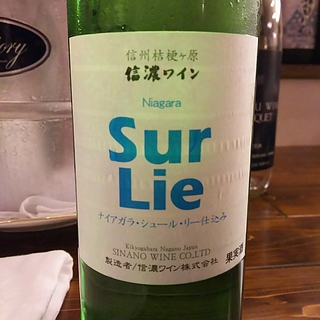 信州桔梗ヶ原
信濃ワイン
Niagara
Sur
Lie
ナイアガラ・シュール・リー仕込み
Kikyogahara Nagano Japan
SINANO WINE CO.,LTD
製造者/信濃ワイン株式会社
果実酒